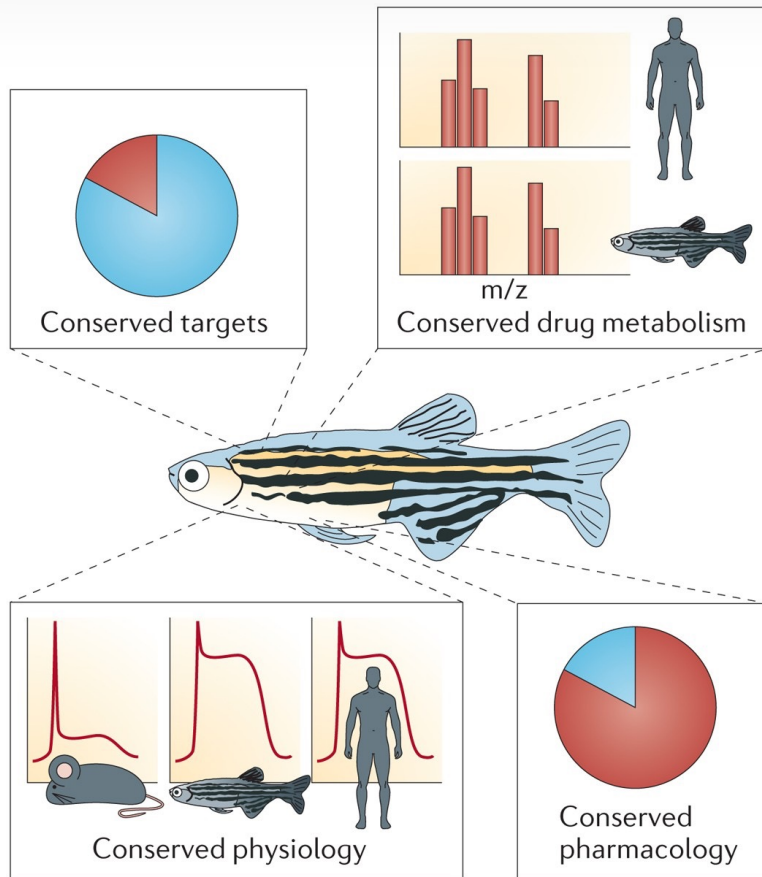 Conserved targets
m/z
Conserved drug metabolism
Conserved physiology
Conserved
pharmacology